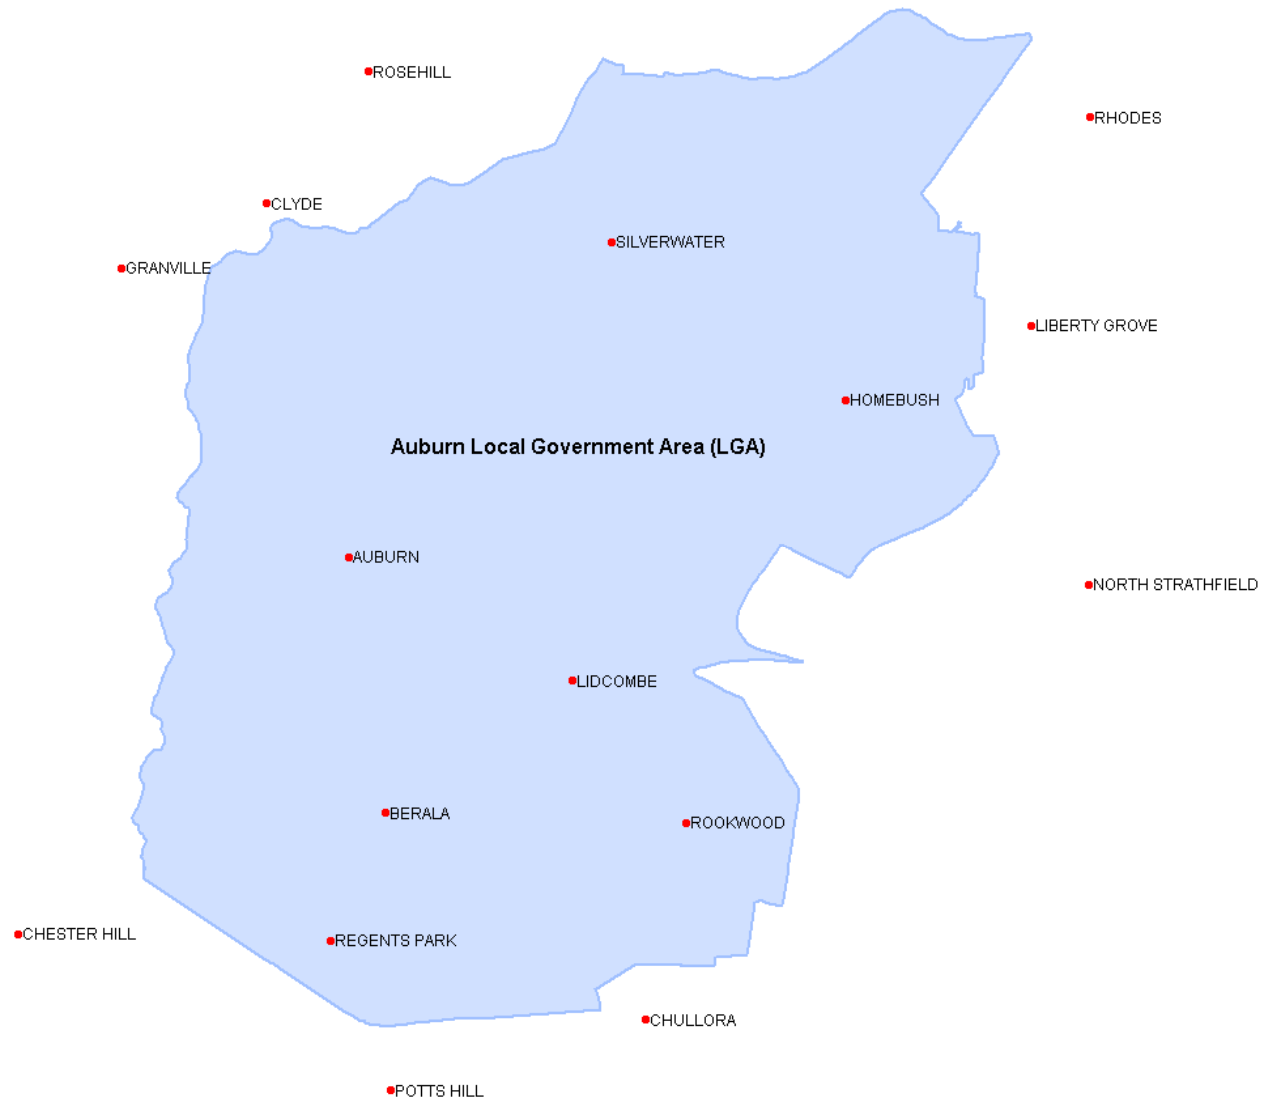 ROSEHILL
RHODES
CLYDE
SILVERWATER
GRANVILLE
LIBERTY GROVE
HOMEBUSH
Auburn Local Government Area (LGA)
AUBURN
NORTH STRATHFIELD
LIDCOMBE
BERALA
ROOKWOOD
CHESTER HILL
REGENTS PARK
CHULLORA
POTTS HILL